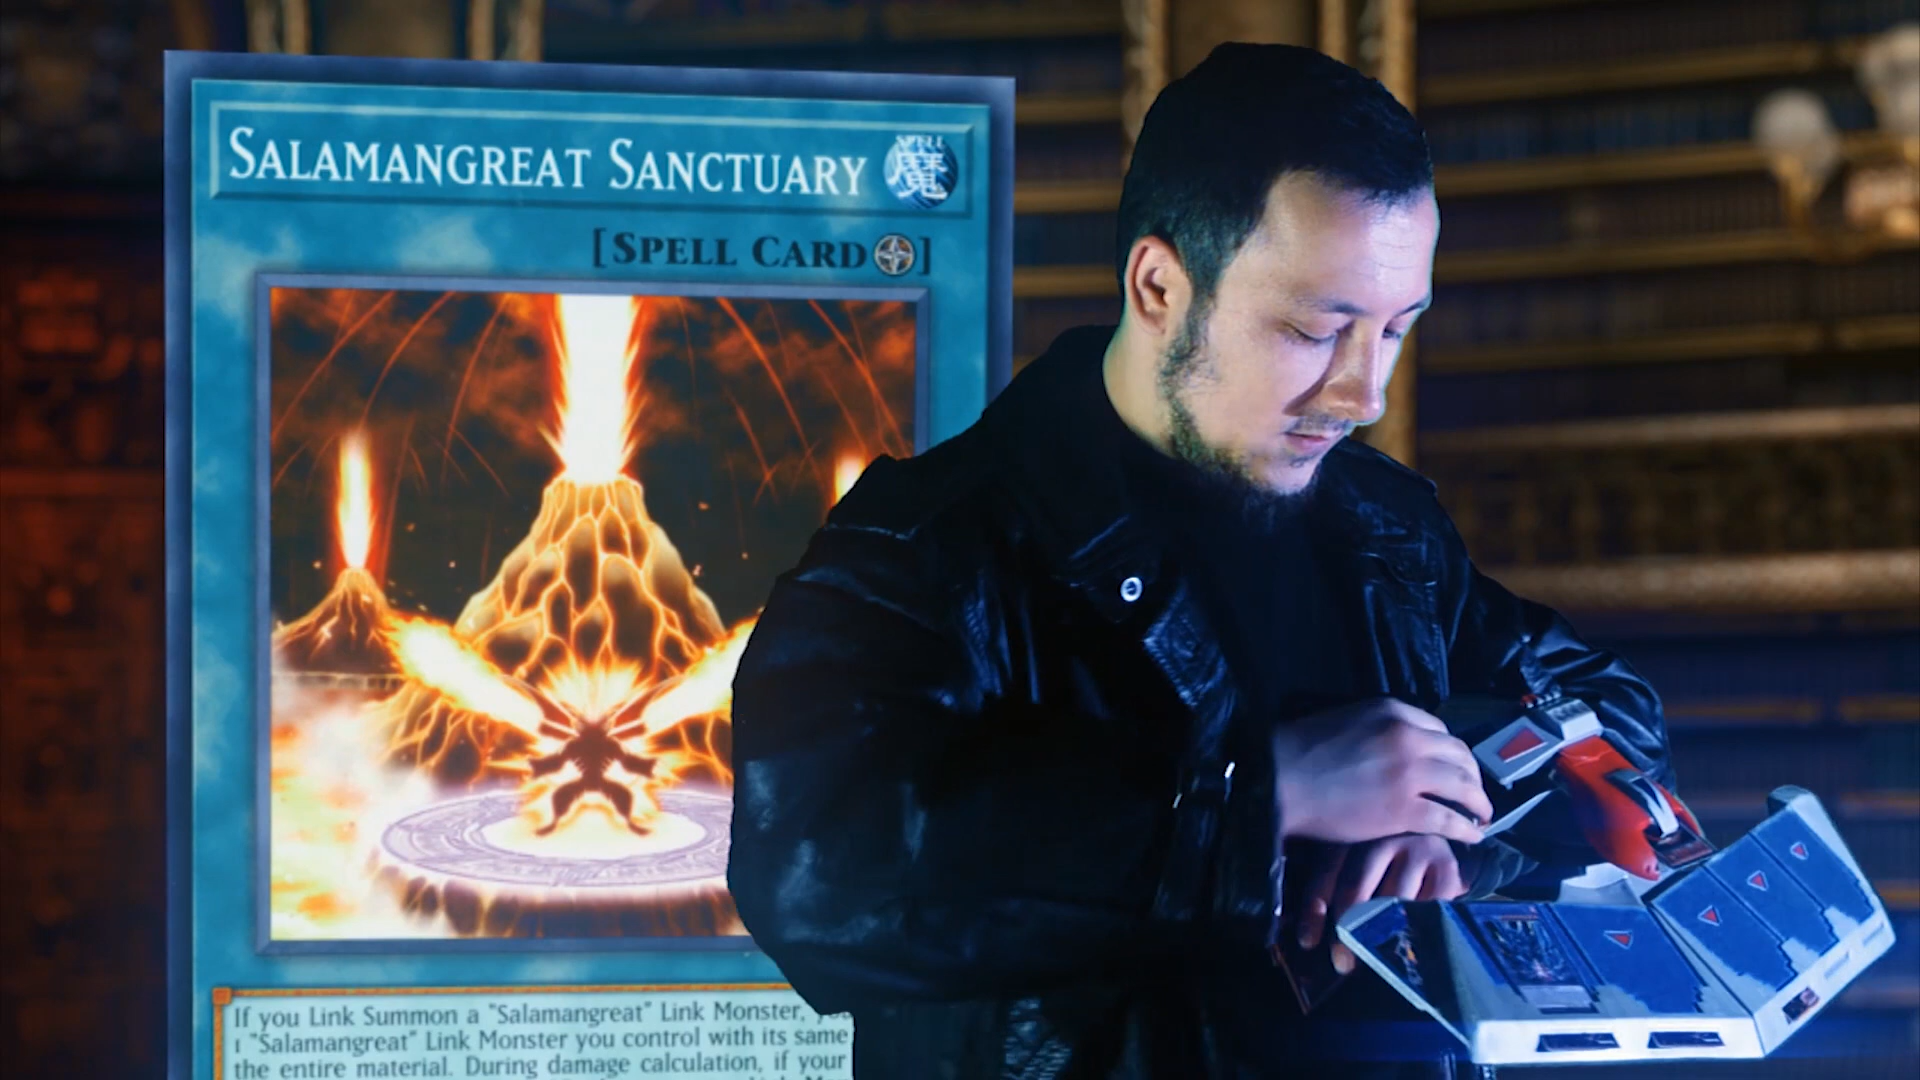 SALAMANGREAT SANCTUARY
SPELL
魔
[SPELL CARD]
If you Link Summon a "Salamangreat" Link Monster,
"Salamangreat" Link Monster you control with its same
the entire material. During damage calculation, if your